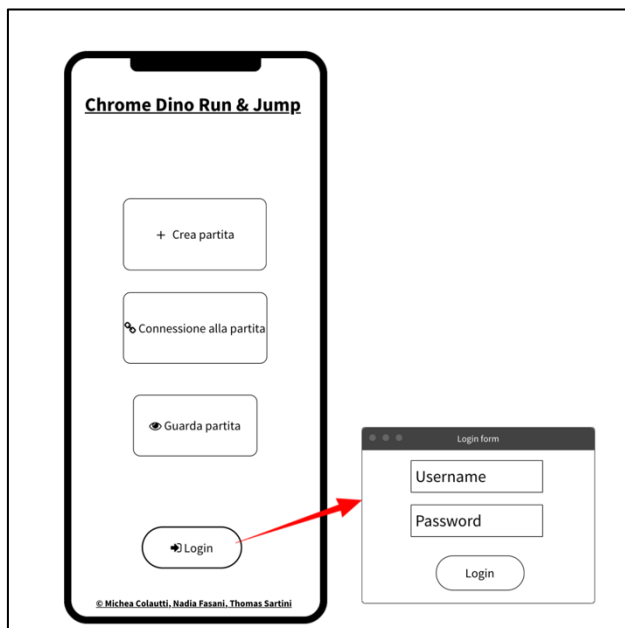 Chrome Dino Run & Jump
+ Crea partita
Connessione alla partita
Guarda partita
Login
© Michea Colautti, Nadia Fasani, Thomas Sartini
Login form
Username
Password
Login